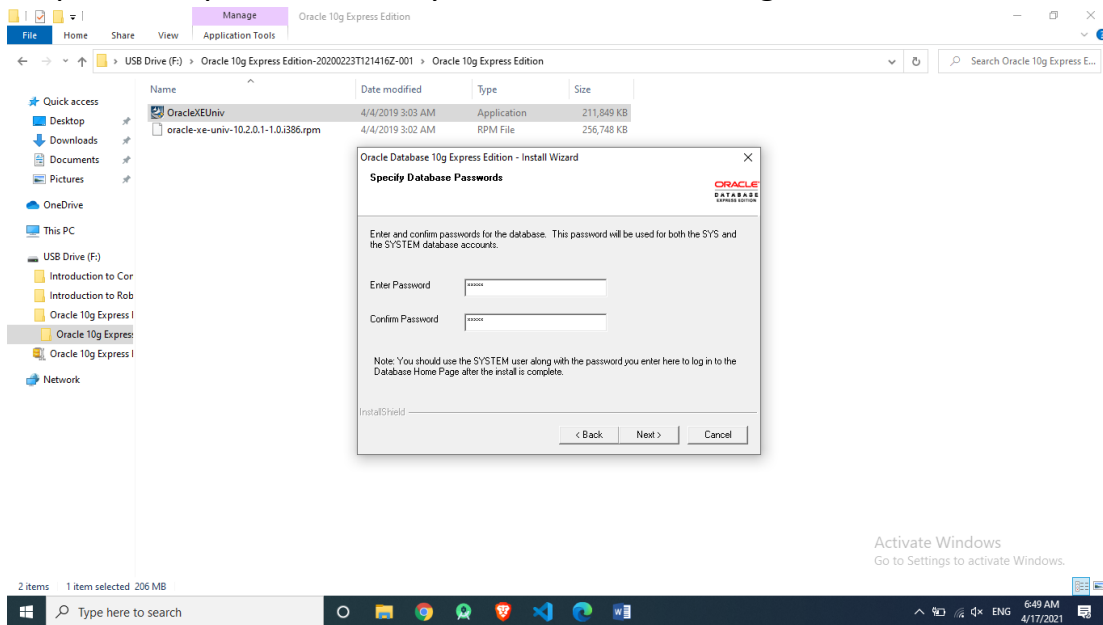 Manage
Oracle 10g Express Edition
File
Home
Share
View
Application Tools
USB Drive (F:) › Oracle 10g Express Edition-20200223T121416Z-001 › Oracle 10g Express Edition
Search Oracle 10g Express E...
Name
Date modified
Type
Size
OracleXEUniv
4/4/2019 3:03 AM
Application
211,849 KB
oracle-xe-univ-10.2.0.1-1.0.i386.rpm
4/4/2019 3:02 AM
RPM File
256,748 KB
Quick access
Desktop
Downloads
Documents
Pictures
OneDrive
This PC
USB Drive (F:)
Introduction to Cor
Introduction to Rob
Oracle 10g Express I
Oracle 10g Express
Oracle 10g Express I
Network
Oracle Database 10g Express Edition - Install Wizard
Specify Database Passwords
ORACLE
DATABASE
EXPRESS EDITION
Enter and confirm passwords for the database. This password will be used for both the SYS and
the SYSTEM database accounts.
Enter Password
xxxxx
Confirm Password
xxxxx
Note: You should use the SYSTEM user along with the password you enter here to log in to the
Database Home Page after the install is complete.
InstallShield
< Back
Next >
Cancel
Activate Windows
Go to Settings to activate Windows.
2 items
1 item selected 206 MB
Type here to search
ENG
6:49 AM
4/17/2021